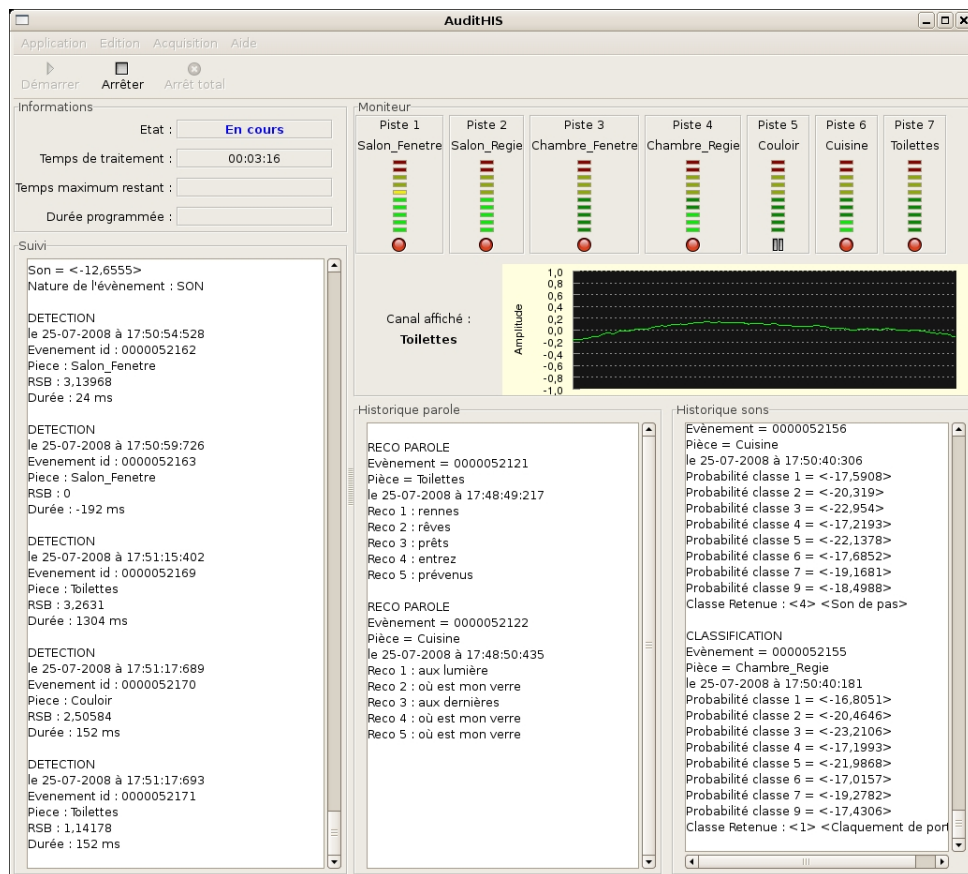 AuditHIS
Application Edition Acquisition Aide
Démarrer Arrêter Arrêt total
Informations
Etat : En cours
Temps de traitement : 00:03:16
Temps maximum restant :
Durée programmée :
Moniteur
Piste 1 Piste 2 Piste 3 Piste 4 Piste 5 Piste 6 Piste 7
Salon_Fenetre Salon_Regie Chambre_Fenetre Chambre_Regie Couloir Cuisine Toilettes
Canal affiché :
Toilettes
Amplitude
1,0
0,8
0,6
0,4
0,2
0,0
-0,2
-0,4
-0,6
-0,8
-1,0
Suivi
Son = <-12,6555>
Nature de l'évènement : SON
DETECTION
le 25-07-2008 à 17:50:54:528
Evenement id : 0000052162
Piece : Salon_Fenetre
RSB : 3,13968
Durée : 24 ms
DETECTION
le 25-07-2008 à 17:50:59:726
Evenement id : 0000052163
Piece : Salon_Fenetre
RSB : 0
Durée : -192 ms
DETECTION
le 25-07-2008 à 17:51:15:402
Evenement id : 0000052169
Piece : Toilettes
RSB : 3,2631
Durée : 1304 ms
DETECTION
le 25-07-2008 à 17:51:17:689
Evenement id : 0000052170
Piece : Couloir
RSB : 2,50584
Durée : 152 ms
DETECTION
le 25-07-2008 à 17:51:17:693
Evenement id : 0000052171
Piece : Toilettes
RSB : 1,14178
Durée : 152 ms
Historique parole
RECO PAROLE
Evènement = 0000052121
Pièce = Toilettes
le 25-07-2008 à 17:48:49:217
Reco 1 : rennes
Reco 2 : rêves
Reco 3 : prêts
Reco 4 : entrez
Reco 5 : prévenus
RECO PAROLE
Evènement = 0000052122
Pièce = Cuisine
le 25-07-2008 à 17:48:50:435
Reco 1 : aux lumière
Reco 2 : où est mon verre
Reco 3 : aux dernières
Reco 4 : où est mon verre
Reco 5 : où est mon verre
Historique sons
Evènement = 0000052156
Pièce = Cuisine
le 25-07-2008 à 17:50:40:306
Probabilité classe 1 = <-17,5908>
Probabilité classe 2 = <-20,319>
Probabilité classe 3 = <-22,954>
Probabilité classe 4 = <-17,2193>
Probabilité classe 5 = <-22,1378>
Probabilité classe 6 = <-17,6852>
Probabilité classe 7 = <-19,1681>
Probabilité classe 9 = <-18,4988>
Classe Retenue : <4> <Son de pas>
CLASSIFICATION
Evènement = 0000052155
Pièce = Chambre_Regie
le 25-07-2008 à 17:50:40:181
Probabilité classe 1 = <-16,8051>
Probabilité classe 2 = <-20,4646>
Probabilité classe 3 = <-23,2106>
Probabilité classe 4 = <-17,1993>
Probabilité classe 5 = <-21,9868>
Probabilité classe 6 = <-17,0157>
Probabilité classe 7 = <-19,2782>
Probabilité classe 9 = <-17,4306>
Classe Retenue : <1> <Claquement de port